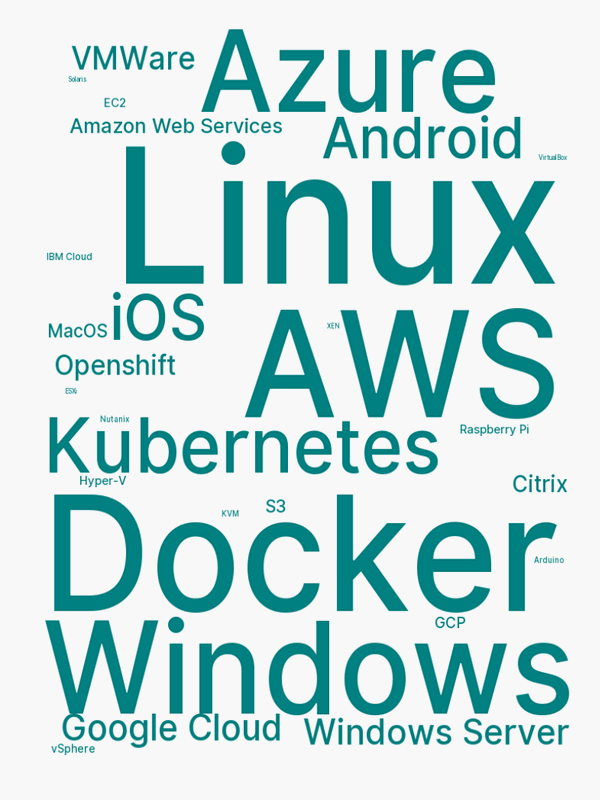 VMWare
Azure
Solaris
EC2
Amazon Web Services
Android
VirtualBox
Linux
IBM Cloud
iOS
MacOS
AWS
XEN
Openshift
ESXi
Nutanix
Kubernetes
Raspberry Pi
Hyper-V
Citrix
Docker
S3
KVM
Arduino
GCP
Windows
Google Cloud
Windows Server
vSphere